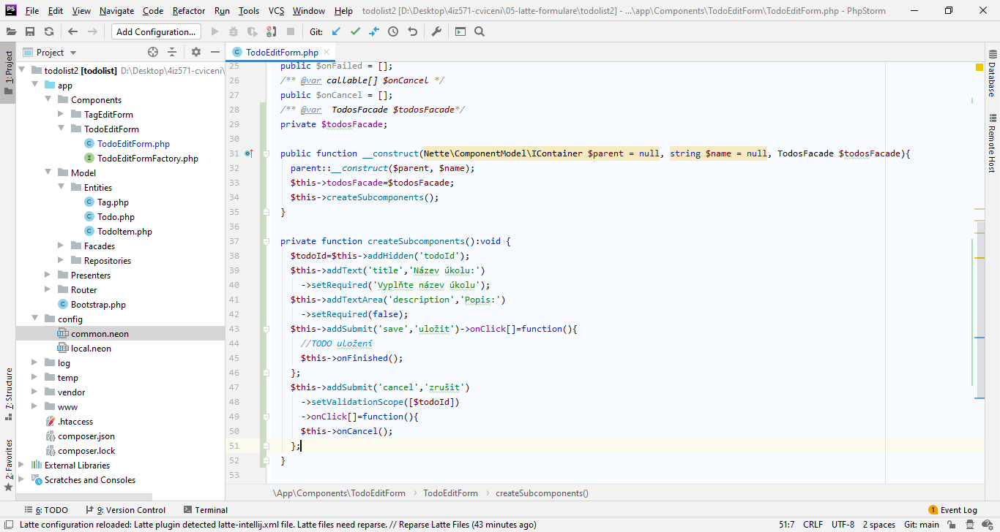 PS File Edit View Navigate Code Refactor Run Tools VCS Window Help todolist2 [D:\Desktop\4iz571-cviceni\05-latte-formulare\todolist2] - ...\app\Components\TodoEditForm\TodoEditForm.php - PhpStorm
Add Configuration... Git:
Project
TodoEditForm.php
1: Project
7: Structure
2: Favorites
todolist2 [todolist] D:\Desktop\4iz571-cviceni\
app
Components
TagEditForm
TodoEditForm
TodoEditForm.php
TodoEditFormFactory.php
Model
Entities
Tag.php
Todo.php
TodoItem.php
Facades
Repositories
Presenters
Router
Bootstrap.php
config
common.neon
local.neon
log
temp
vendor
www
.htaccess
composer.json
composer.lock
External Libraries
Scratches and Consoles
25 public $onFailed = [];
26 /** @var callable[] $onCancel */
27 public $onCancel = [];
28 /** @var TodosFacade $todosFacade*/
29 private $todosFacade;
30
31 public function __construct(Nette\ComponentModel\IContainer $parent = null, string $name = null, TodosFacade $todosFacade){
32 parent::__construct($parent, $name);
33 $this->todosFacade=$todosFacade;
34 $this->createSubcomponents();
35 }
36
37 private function createSubcomponents():void {
38 $todoId=$this->addHidden('todoId');
39 $this->addText('title','Název úkolu:')
40 ->setRequired('Vyplňte název úkolu');
41 $this->addTextArea('description','Popis:')
42 ->setRequired(false);
43 $this->addSubmit('save','uložit')->onClick[]=function(){
44 //TODO uložení
45 $this->onFinished();
46 };
47 $this->addSubmit('cancel','zrušit')
48 ->setValidationScope([$todoId])
49 ->onClick[]=function(){
50 $this->onCancel();
51 };
52 }
53
Database
Remote Host
\App\Components\TodoEditForm › TodoEditForm › createSubcomponents()
6: TODO 9: Version Control Terminal 1 Event Log
Latte configuration reloaded: Latte plugin detected latte-intellij.xml file. Latte files need reparse. // Reparse Latte Files (43 minutes ago) 51:7 CRLF UTF-8 2 spaces Git: main